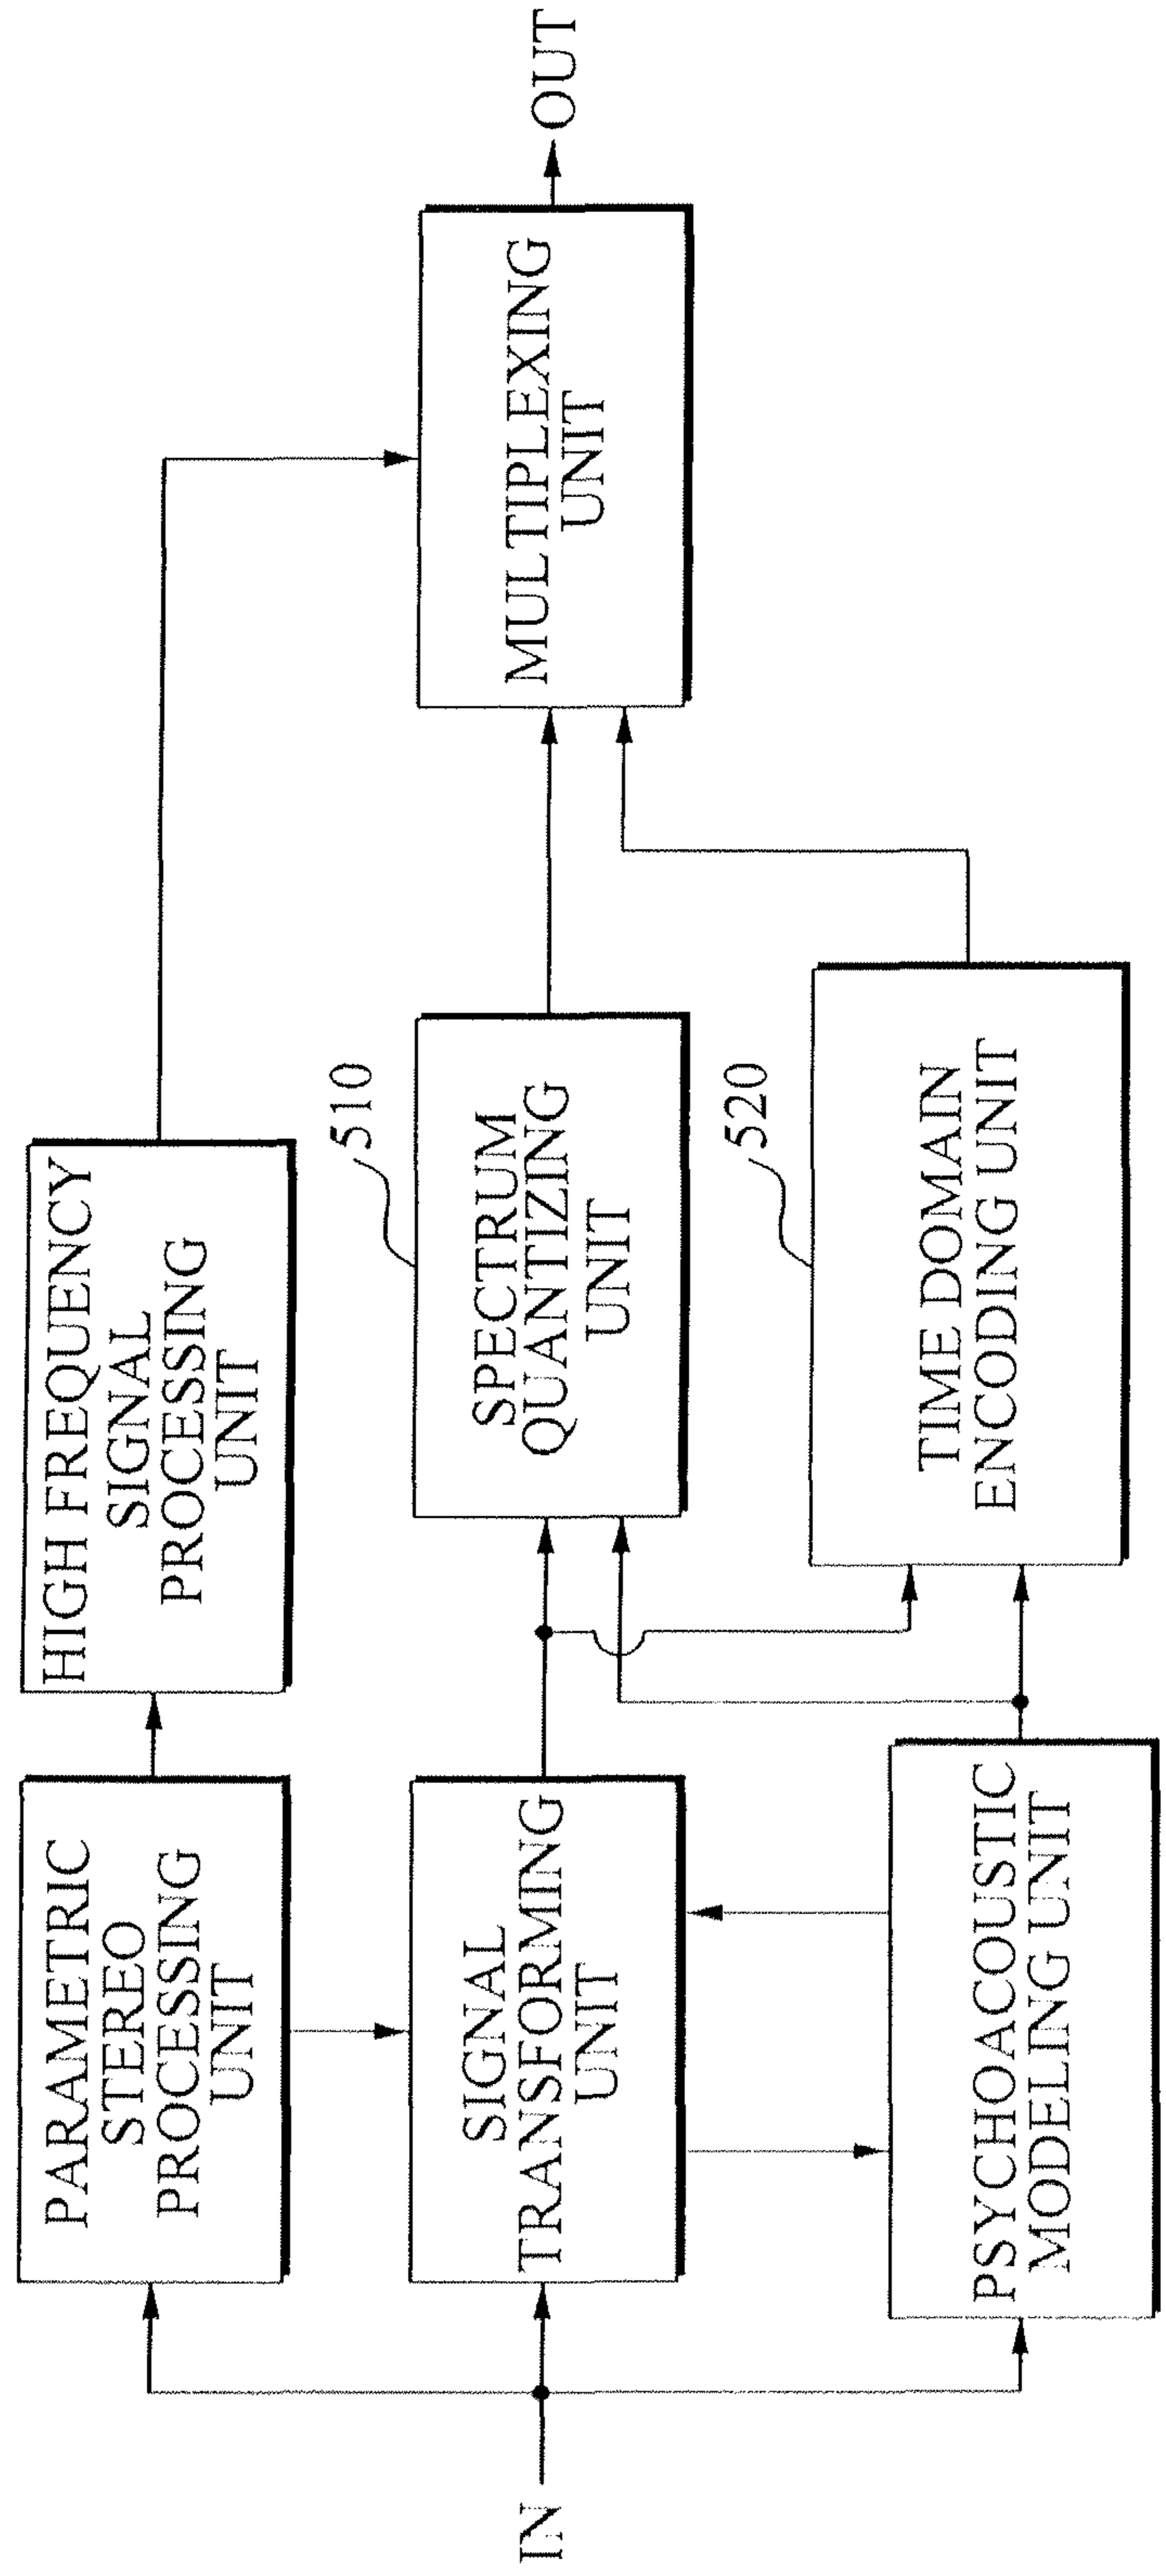 IN
PARAMETRIC
STEREO
PROCESSING
UNIT
HIGH FREQUENCY
SIGNAL
PROCESSING
UNIT
SIGNAL
TRANSFORMING
UNIT
510
SPECTRUM
QUANTIZING
UNIT
MULTIPLEXING
UNIT
OUT
PSYCHOACOUSTIC
MODELING UNIT
520
TIME DOMAIN
ENCODING UNIT